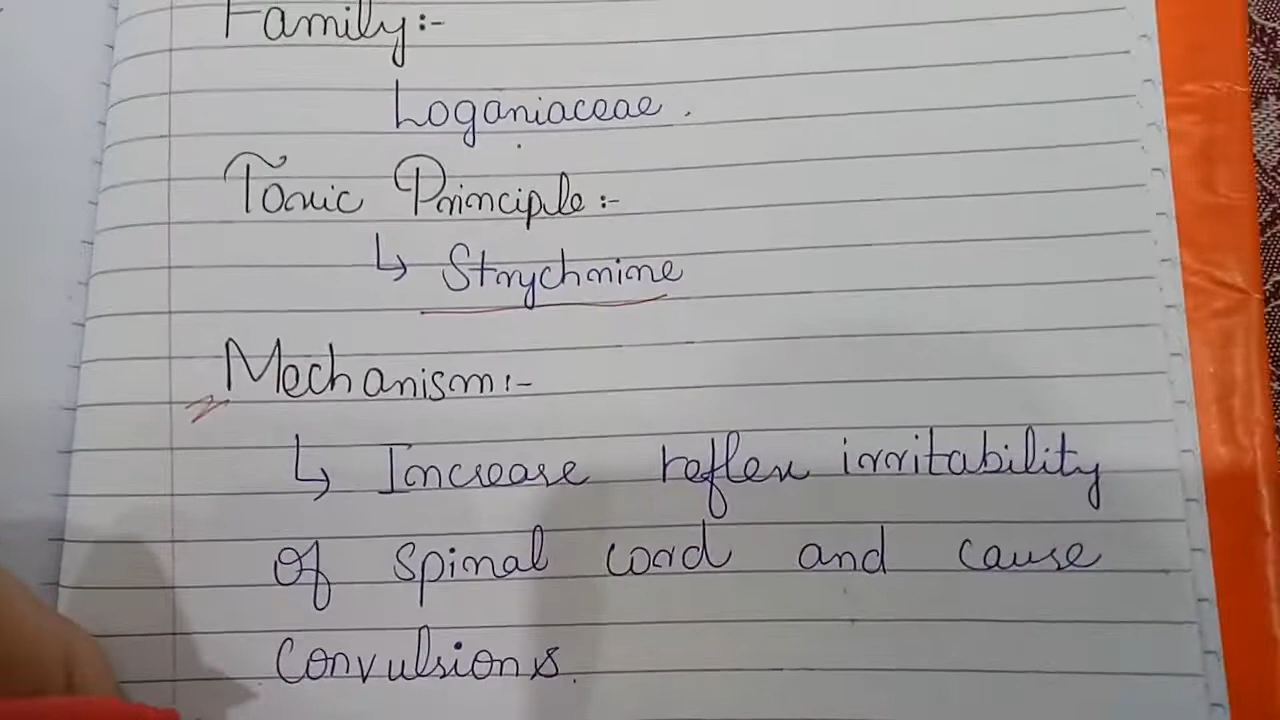 Family:-
Loganiaceae.
Toxic Principle:-
↳ Strychnine
Mechanism:-
↳ Increase reflex irritability
of spinal cord and cause
convulsions.